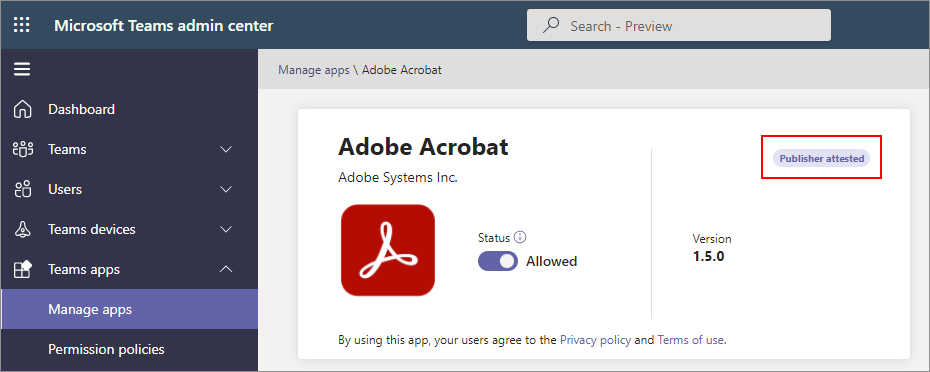 Microsoft Teams admin center
Search - Preview
Dashboard
Teams
Users
Teams devices
Teams apps
Manage apps
Permission policies
Manage apps \ Adobe Acrobat
Adobe Acrobat
Adobe Systems Inc.
Publisher attested
Status
Allowed
Version
1.5.0
By using this app, your users agree to the Privacy policy and Terms of use.